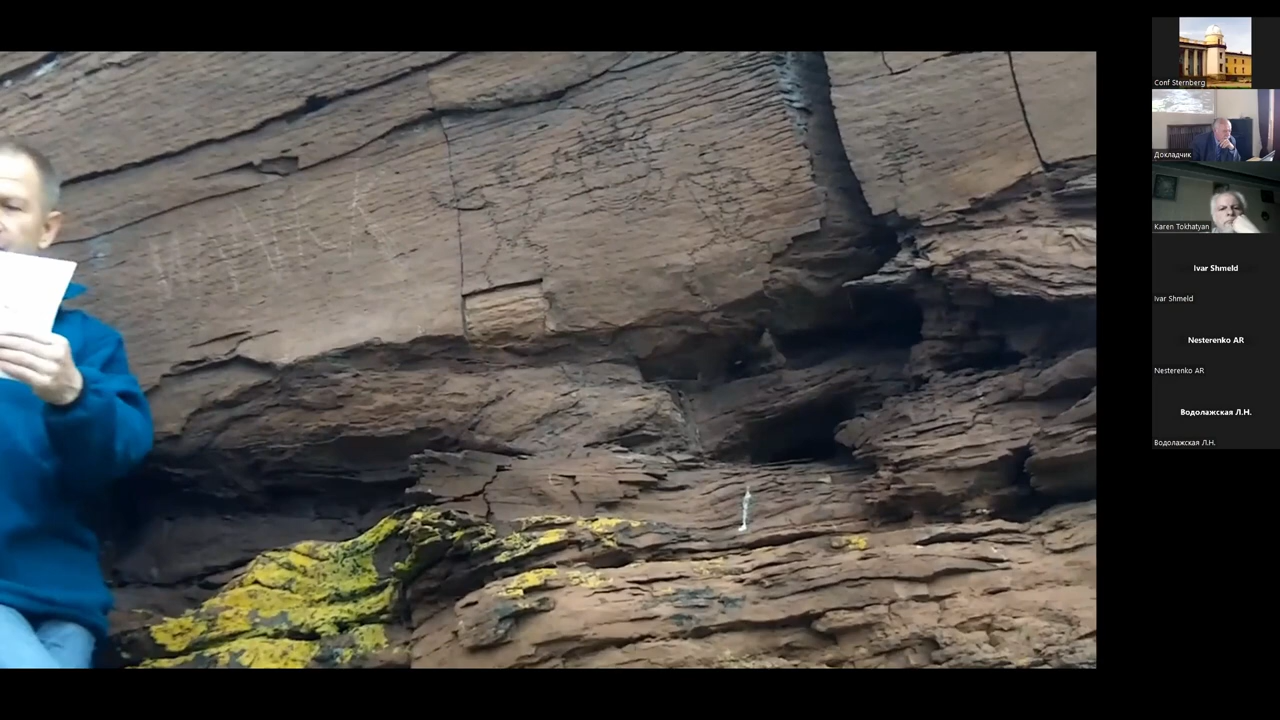 Conf Sternberg
Докладчик
Karen Tokhatyan
Ivar Shmeld
Ivar Shmeld
Nesterenko AR
Nesterenko AR
Водолажская Л.Н.
Водолажская Л.Н.